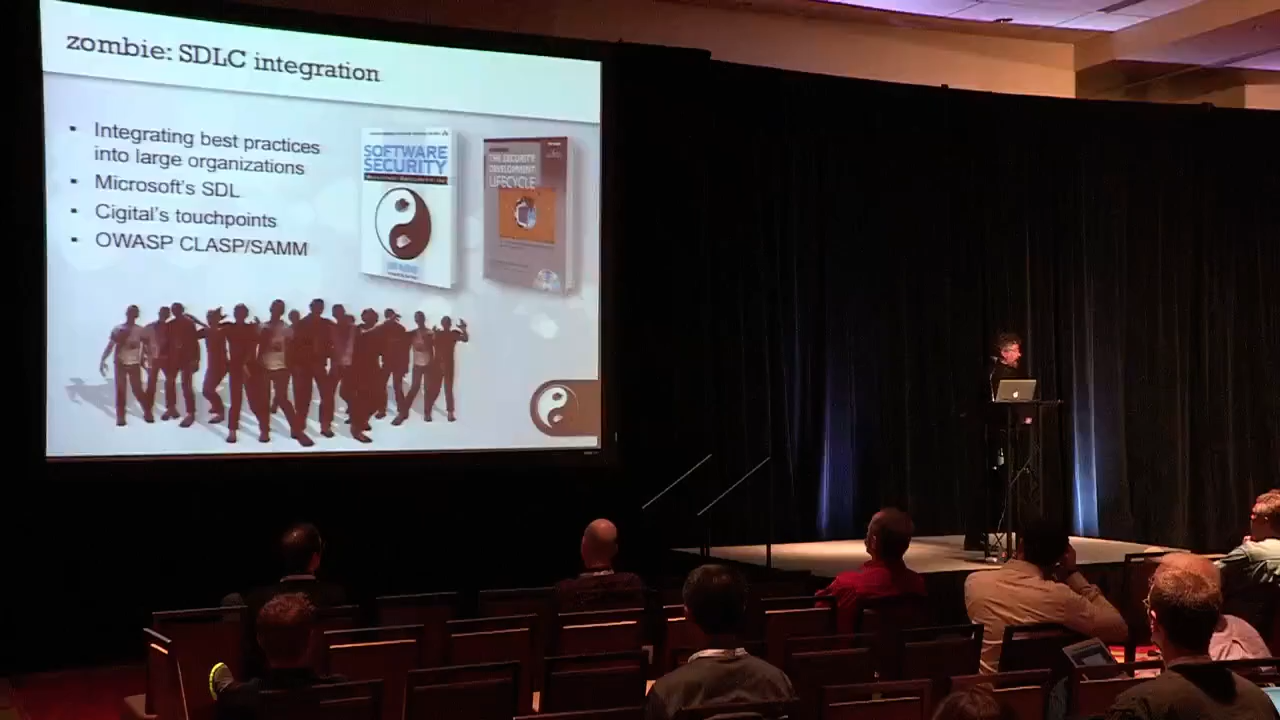 zombie: SDLC integration
▪ Integrating best practices
into large organizations
▪ Microsoft's SDL
▪ Cigital's touchpoints
▪ OWASP CLASP/SAMM
SOFTWARE
SECURITY
THE SECURITY
DEVELOPMENT
LIFECYCLE